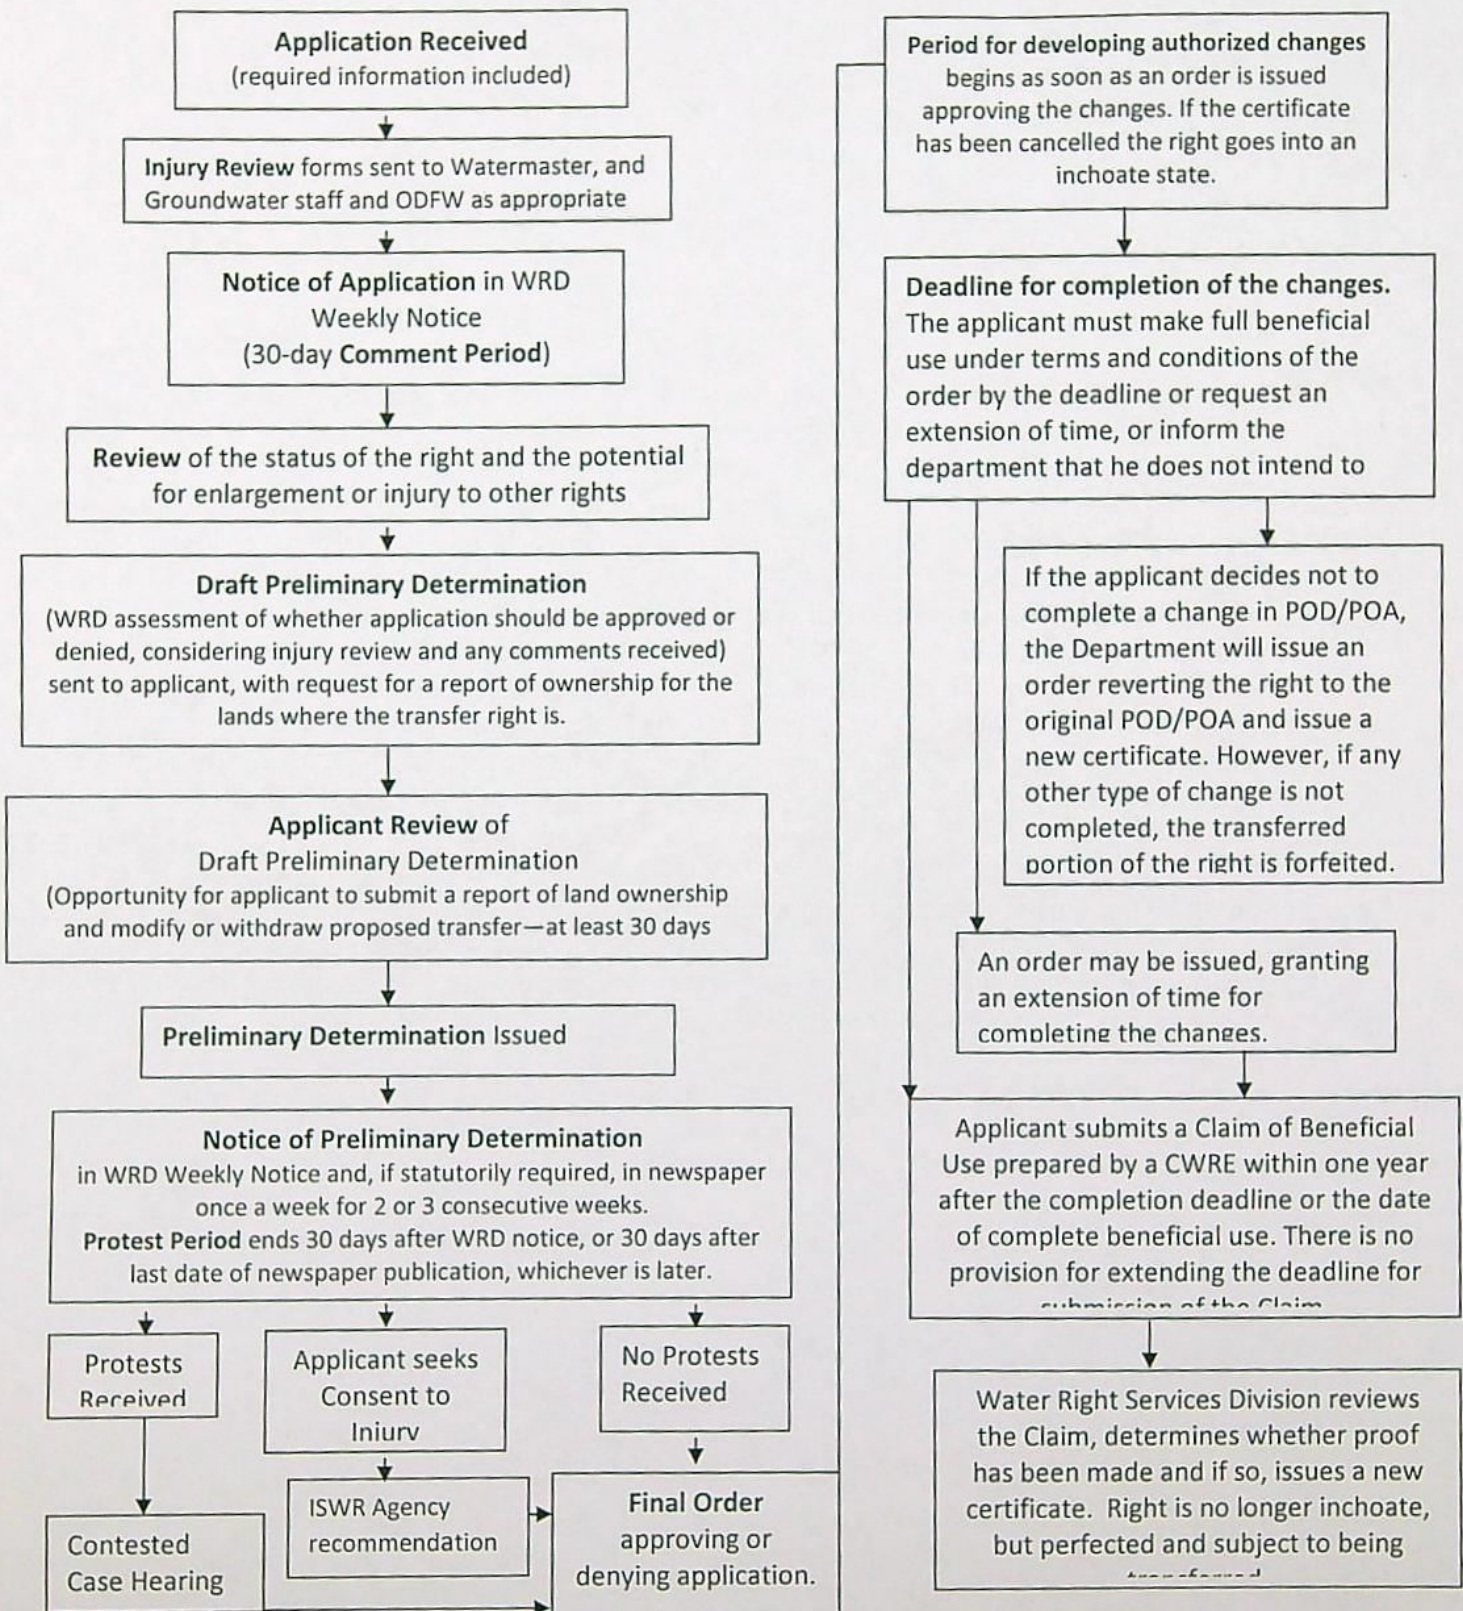 Application Received
(required information included)
Injury Review forms sent to Watermaster, and
Groundwater staff and ODFW as appropriate
Notice of Application in WRD
Weekly Notice
(30-day Comment Period)
Review of the status of the right and the potential
for enlargement or injury to other rights
Draft Preliminary Determination
(WRD assessment of whether application should be approved or
denied, considering injury review and any comments received)
sent to applicant, with request for a report of ownership for the
lands where the transfer right is.
Applicant Review of
Draft Preliminary Determination
(Opportunity for applicant to submit a report of land ownership
and modify or withdraw proposed transfer—at least 30 days
Preliminary Determination Issued
Notice of Preliminary Determination
in WRD Weekly Notice and, if statutorily required, in newspaper
once a week for 2 or 3 consecutive weeks.
Protest Period ends 30 days after WRD notice, or 30 days after
last date of newspaper publication, whichever is later.
Protests
Received
Applicant seeks
Consent to
Injury
No Protests
Received
Contested
Case Hearing
ISWR Agency
recommendation
Final Order
approving or
denying application.
Period for developing authorized changes
begins as soon as an order is issued
approving the changes. If the certificate
has been cancelled the right goes into an
inchoate state.
Deadline for completion of the changes.
The applicant must make full beneficial
use under terms and conditions of the
order by the deadline or request an
extension of time, or inform the
department that he does not intend to
If the applicant decides not to
complete a change in POD/POA,
the Department will issue an
order reverting the right to the
original POD/POA and issue a
new certificate. However, if any
other type of change is not
completed, the transferred
portion of the right is forfeited.
An order may be issued, granting
an extension of time for
completing the changes.
Applicant submits a Claim of Beneficial
Use prepared by a CWRE within one year
after the completion deadline or the date
of complete beneficial use. There is no
provision for extending the deadline for
submission of the Claim
Water Right Services Division reviews
the Claim, determines whether proof
has been made and if so, issues a new
certificate. Right is no longer inchoate,
but perfected and subject to being